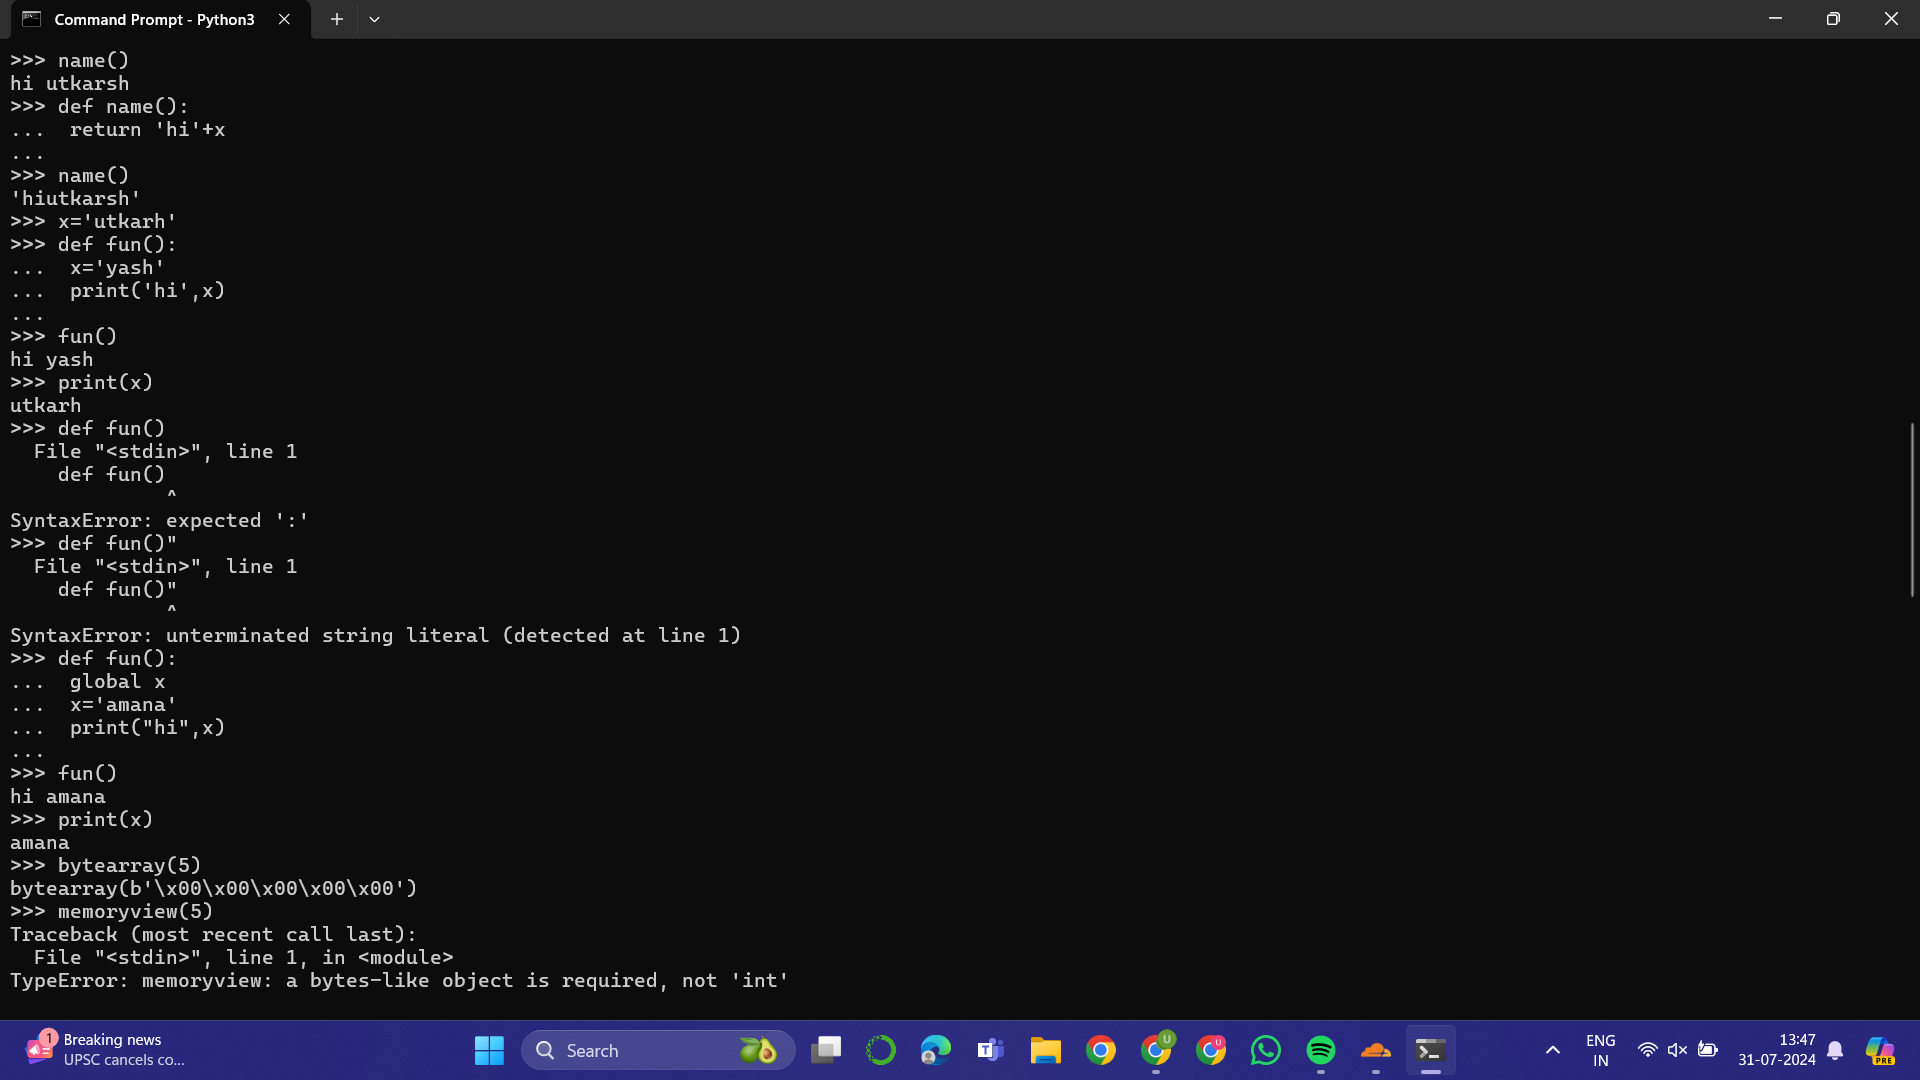 Command Prompt - Python3
>>> name()
hi utkarsh
>>> def name():
...  return 'hi'+x
...
>>> name()
'hiutkarsh'
>>> x='utkarh'
>>> def fun():
...  x='yash'
...  print('hi',x)
...
>>> fun()
hi yash
>>> print(x)
utkarh
>>> def fun()
  File "<stdin>", line 1
    def fun()
             ^
SyntaxError: expected ':'
>>> def fun()"
  File "<stdin>", line 1
    def fun()"
             ^
SyntaxError: unterminated string literal (detected at line 1)
>>> def fun():
...  global x
...  x='amana'
...  print("hi",x)
...
>>> fun()
hi amana
>>> print(x)
amana
>>> bytearray(5)
bytearray(b'\x00\x00\x00\x00\x00')
>>> memoryview(5)
Traceback (most recent call last):
  File "<stdin>", line 1, in <module>
TypeError: memoryview: a bytes-like object is required, not 'int'
1
Breaking news
UPSC cancels co...
Search
T
U
U
ENG
IN
13:47
31-07-2024
PRE